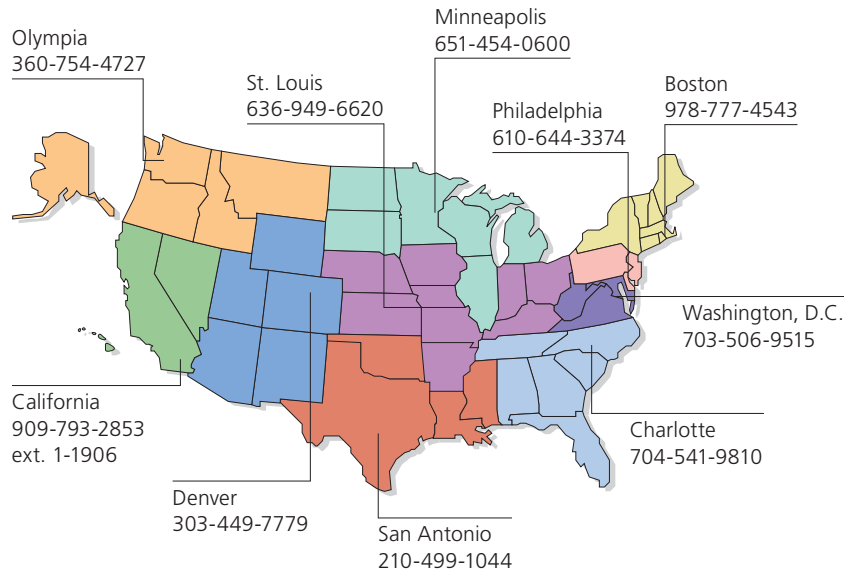 Minneapolis
651-454-0600
Olympia
360-754-4727
St. Louis
636-949-6620
Boston
978-777-4543
Philadelphia
610-644-3374
Washington, D.C.
703-506-9515
California
909-793-2853
ext. 1-1906
Charlotte
704-541-9810
Denver
303-449-7779
San Antonio
210-499-1044